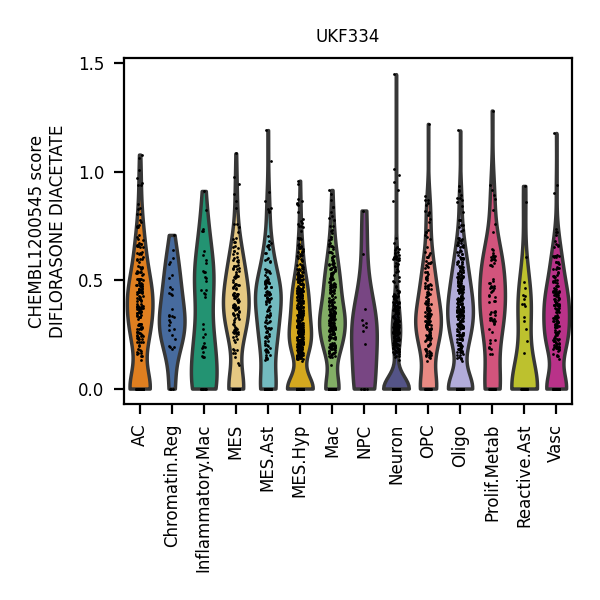 UKF334
CHEMBL1200545 score
DIFLORASONE DIACETATE
1.5
1.0
0.5
0.0
AC
Chromatin.Reg
Inflammatory.Mac
MES
MES.Ast
MES.Hyp
Mac
NPC
Neuron
OPC
Oligo
Prolif.Metab
Reactive.Ast
Vasc